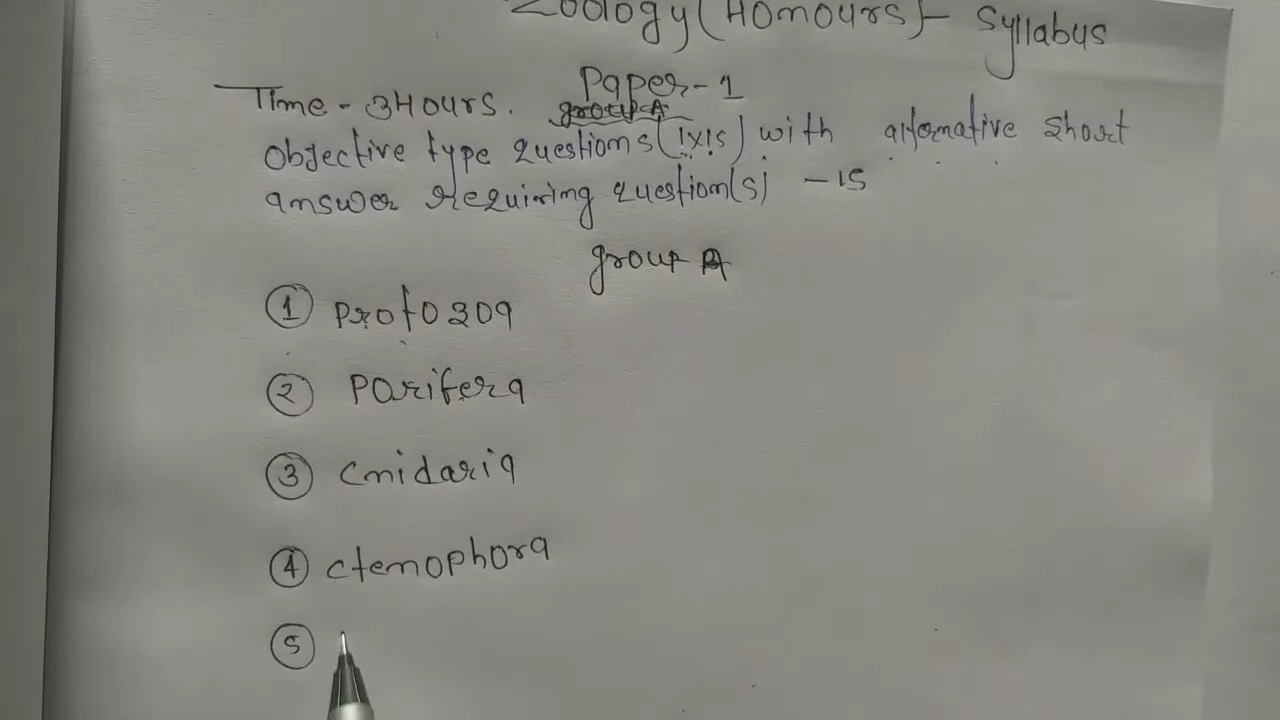 Zoology (Honours) - Syllabus
Paper-1
Time - 3Hours.
group-A
Objective type questions (1x15) with alternative short
answer requiring question(s) - 15
group A
① Protozoa
② Porifera
③ Cnidaria
④ Ctenophora
⑤